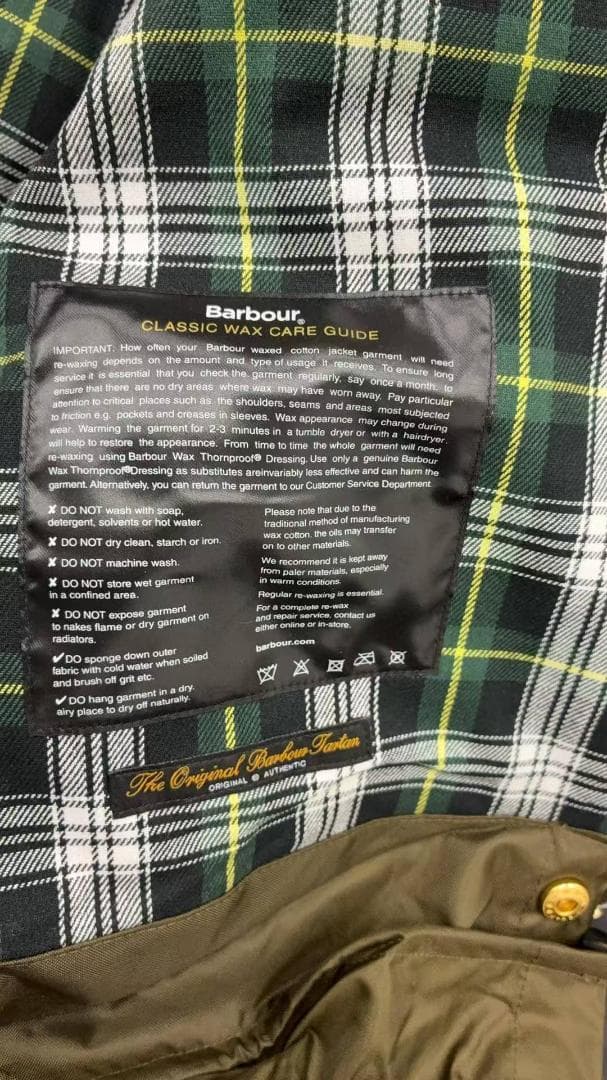 Barbour®
CLASSIC WAX CARE GUIDE
IMPORTANT: How often your Barbour waxed cotton jacket garment will need
re-waxing depends on the amount and type of usage it receives. To ensure long
service it is essential that you check the garment regularly, say once a month, to
ensure that there are no dry areas where wax may have worn away. Pay particular
attention to critical places such as the shoulders, seams and areas most subjected
to friction e.g. pockets and creases in sleeves. Wax appearance may change during
wear. Warming the garment for 2-3 minutes in a tumble dryer or with a hairdryer,
will help to restore the appearance. From time to time the whole garment will need
re-waxing using Barbour Wax Thornproof® Dressing. Use only a genuine Barbour
Wax Thomproof®Dressing as substitutes areinvariably less effective and can harm the
garment. Alternatively, you can return the garment to our Customer Service Department
✘ DO NOT wash with soap,
detergent, solvents or hot water.
✘ DO NOT dry clean, starch or iron.
✘ DO NOT machine wash.
✘ DO NOT store wet garment
in a confined area.
✘ DO NOT expose garment
to nakes flame or dry garment on
radiators.
✔DO sponge down outer
fabric with cold water when soiled
and brush off grit etc.
✔DO hang garment in a dry.
airy place to dry off naturally.
Please note that due to the
traditional method of manufacturing
wax cotton. the oils may transfer
on to other materials.
We recommend it is kept away
from paler materials, especially
in warm conditions.
Regular re-waxing is essential.
For a complete re-wax
and repair service, contact us
either online or in-store.
barbour.com
The Original Barbour Tartan
ORIGINAL ® AUTHENTIC